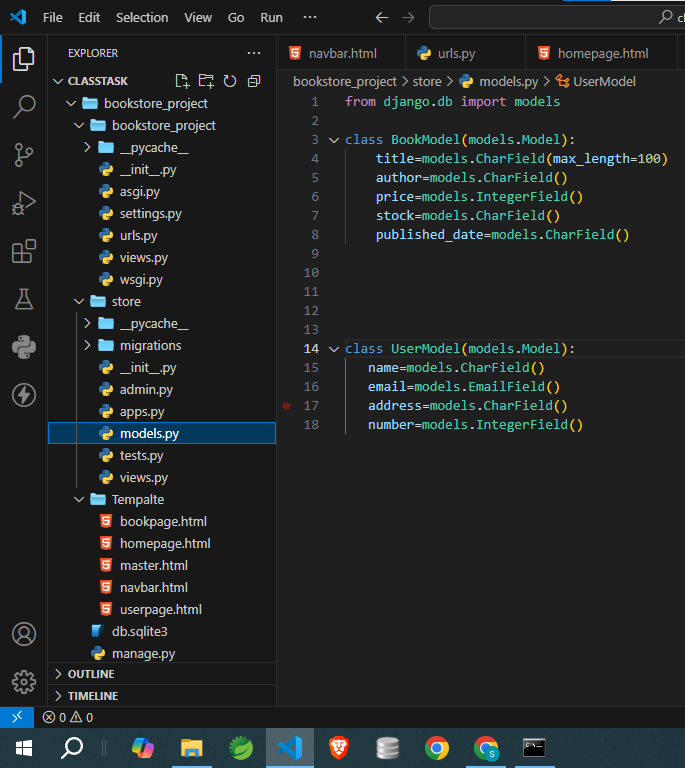 File Edit Selection View Go Run ···
EXPLORER ···
CLASSTASK
bookstore_project
bookstore_project
__pycache__
__init__.py
asgi.py
settings.py
urls.py
views.py
wsgi.py
store
__pycache__
migrations
__init__.py
admin.py
apps.py
models.py
tests.py
views.py
Tempalte
bookpage.html
homepage.html
master.html
navbar.html
userpage.html
db.sqlite3
manage.py
OUTLINE
TIMELINE
navbar.html urls.py homepage.html
bookstore_project > store > models.py > UserModel
1 from django.db import models
2
3 class BookModel(models.Model):
4 title=models.CharField(max_length=100)
5 author=models.CharField()
6 price=models.IntegerField()
7 stock=models.CharField()
8 published_date=models.CharField()
9
10
11
12
13
14 class UserModel(models.Model):
15 name=models.CharField()
16 email=models.EmailField()
17 address=models.CharField()
18 number=models.IntegerField()
0 0
S